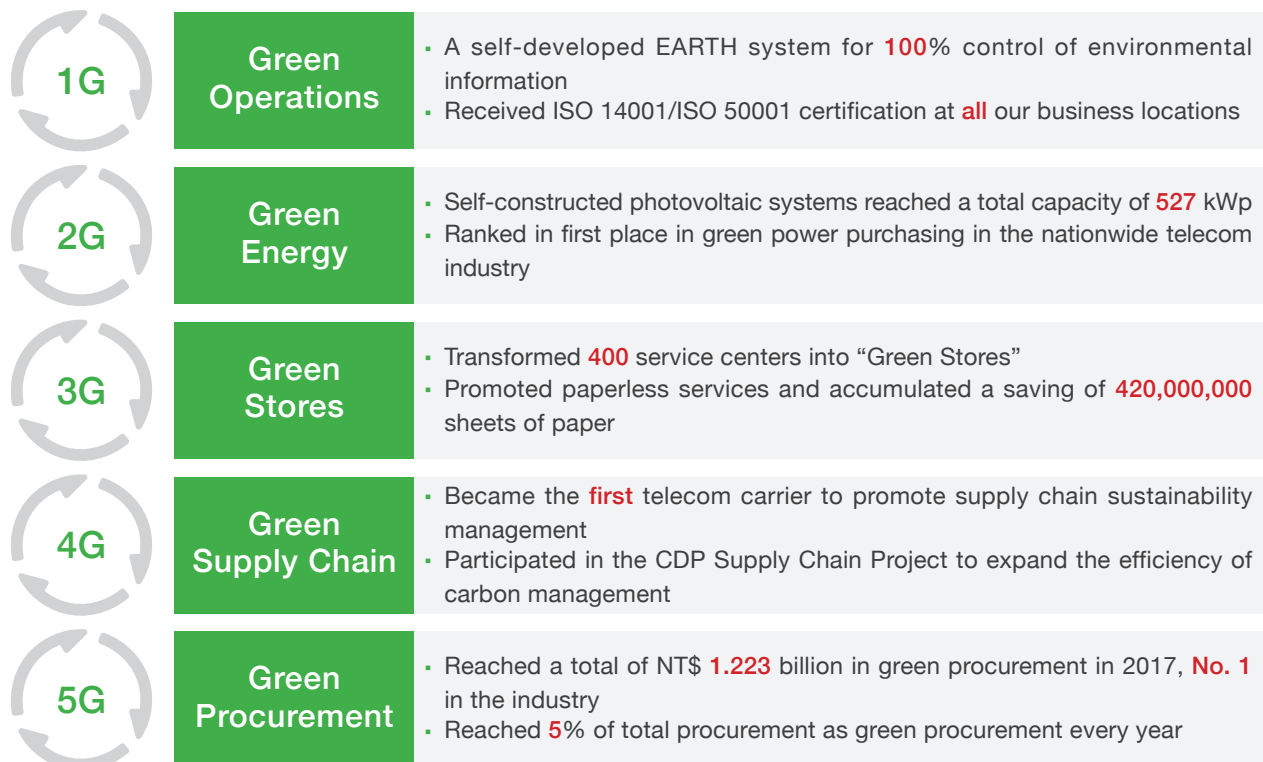 1G
Green
Operations
▪ A self-developed EARTH system for 100% control of environmental
information
▪ Received ISO 14001/ISO 50001 certification at all our business locations
2G
Green
Energy
▪ Self-constructed photovoltaic systems reached a total capacity of 527 kWp
▪ Ranked in first place in green power purchasing in the nationwide telecom
industry
3G
Green
Stores
▪ Transformed 400 service centers into “Green Stores”
▪ Promoted paperless services and accumulated a saving of 420,000,000
sheets of paper
4G
Green
Supply Chain
▪ Became the first telecom carrier to promote supply chain sustainability
management
▪ Participated in the CDP Supply Chain Project to expand the efficiency of
carbon management
5G
Green
Procurement
▪ Reached a total of NT$ 1.223 billion in green procurement in 2017, No. 1
in the industry
▪ Reached 5% of total procurement as green procurement every year